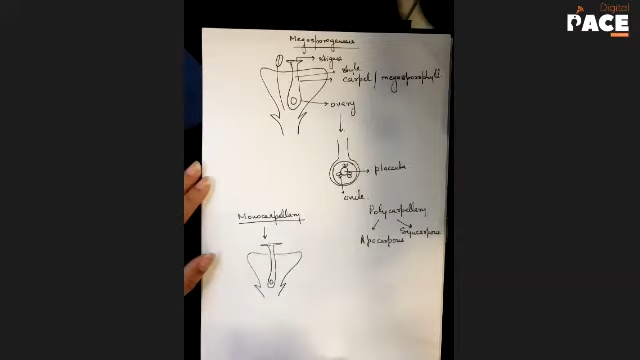 Digital
PACE
Megasporogenesis
stigma
style
carpel / megasporophyll
ovary
placenta
ovule.
Monocarpellary
Polycarpellary
Apocarpous
Syncarpous